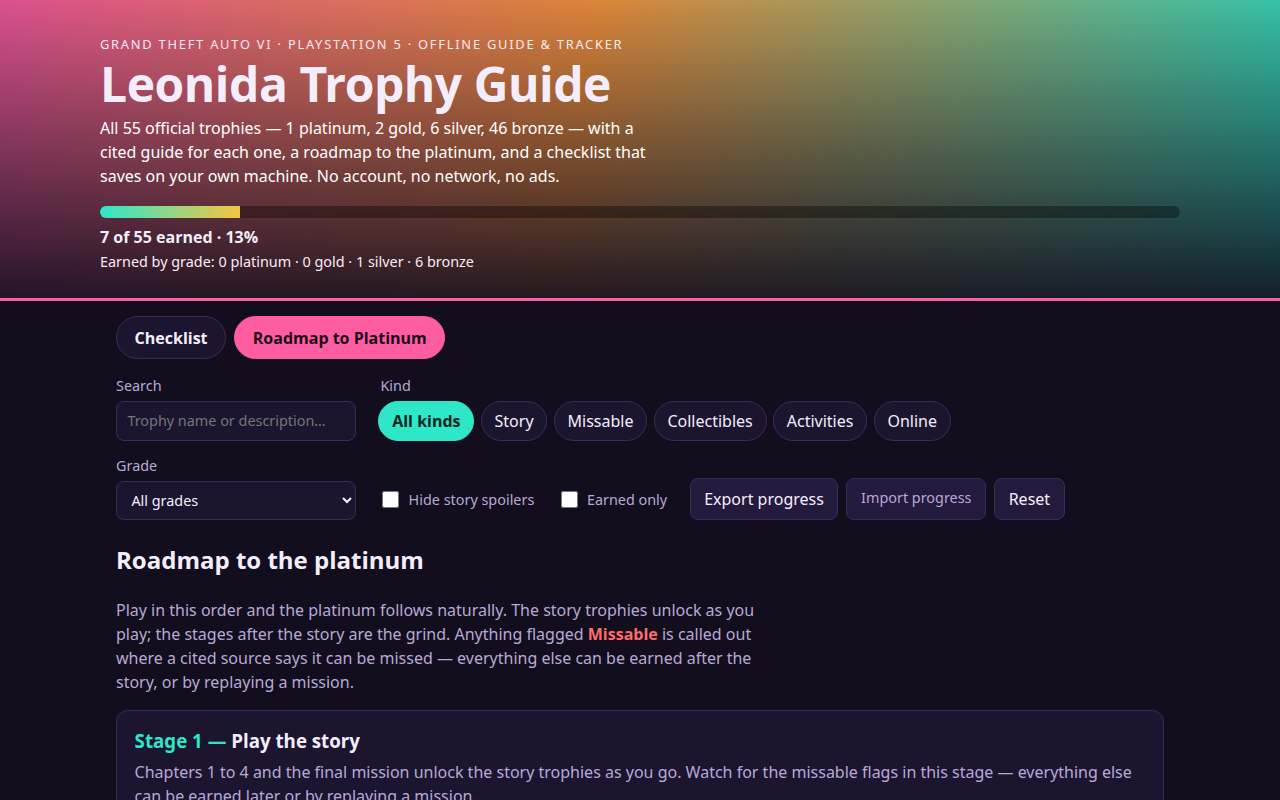 GRAND THEFT AUTO VI · PLAYSTATION 5 · OFFLINE GUIDE & TRACKER
Leonida Trophy Guide
All 55 official trophies — 1 platinum, 2 gold, 6 silver, 46 bronze — with a
cited guide for each one, a roadmap to the platinum, and a checklist that
saves on your own machine. No account, no network, no ads.
7 of 55 earned · 13%
Earned by grade: 0 platinum · 0 gold · 1 silver · 6 bronze
Checklist Roadmap to Platinum
Search Kind
Trophy name or description... All kinds Story Missable Collectibles Activities Online
Grade
All grades Hide story spoilers Earned only Export progress Import progress Reset
Roadmap to the platinum
Play in this order and the platinum follows naturally. The story trophies unlock as you
play; the stages after the story are the grind. Anything flagged Missable is called out
where a cited source says it can be missed — everything else can be earned after the
story, or by replaying a mission.
Stage 1 — Play the story
Chapters 1 to 4 and the final mission unlock the story trophies as you go. Watch for the missable flags in this stage — everything else
can be earned later or by replaying a mission.